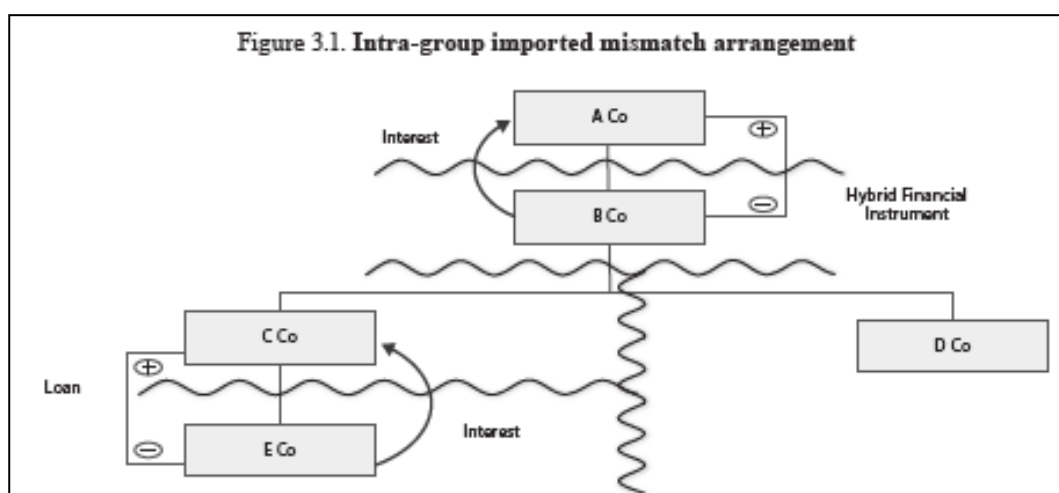 Figure 3.1. Intra-group imported mismatch arrangement
A Co
Interest
+
−
Hybrid Financial
Instrument
B Co
C Co
D Co
+
Loan
−
Interest
E Co